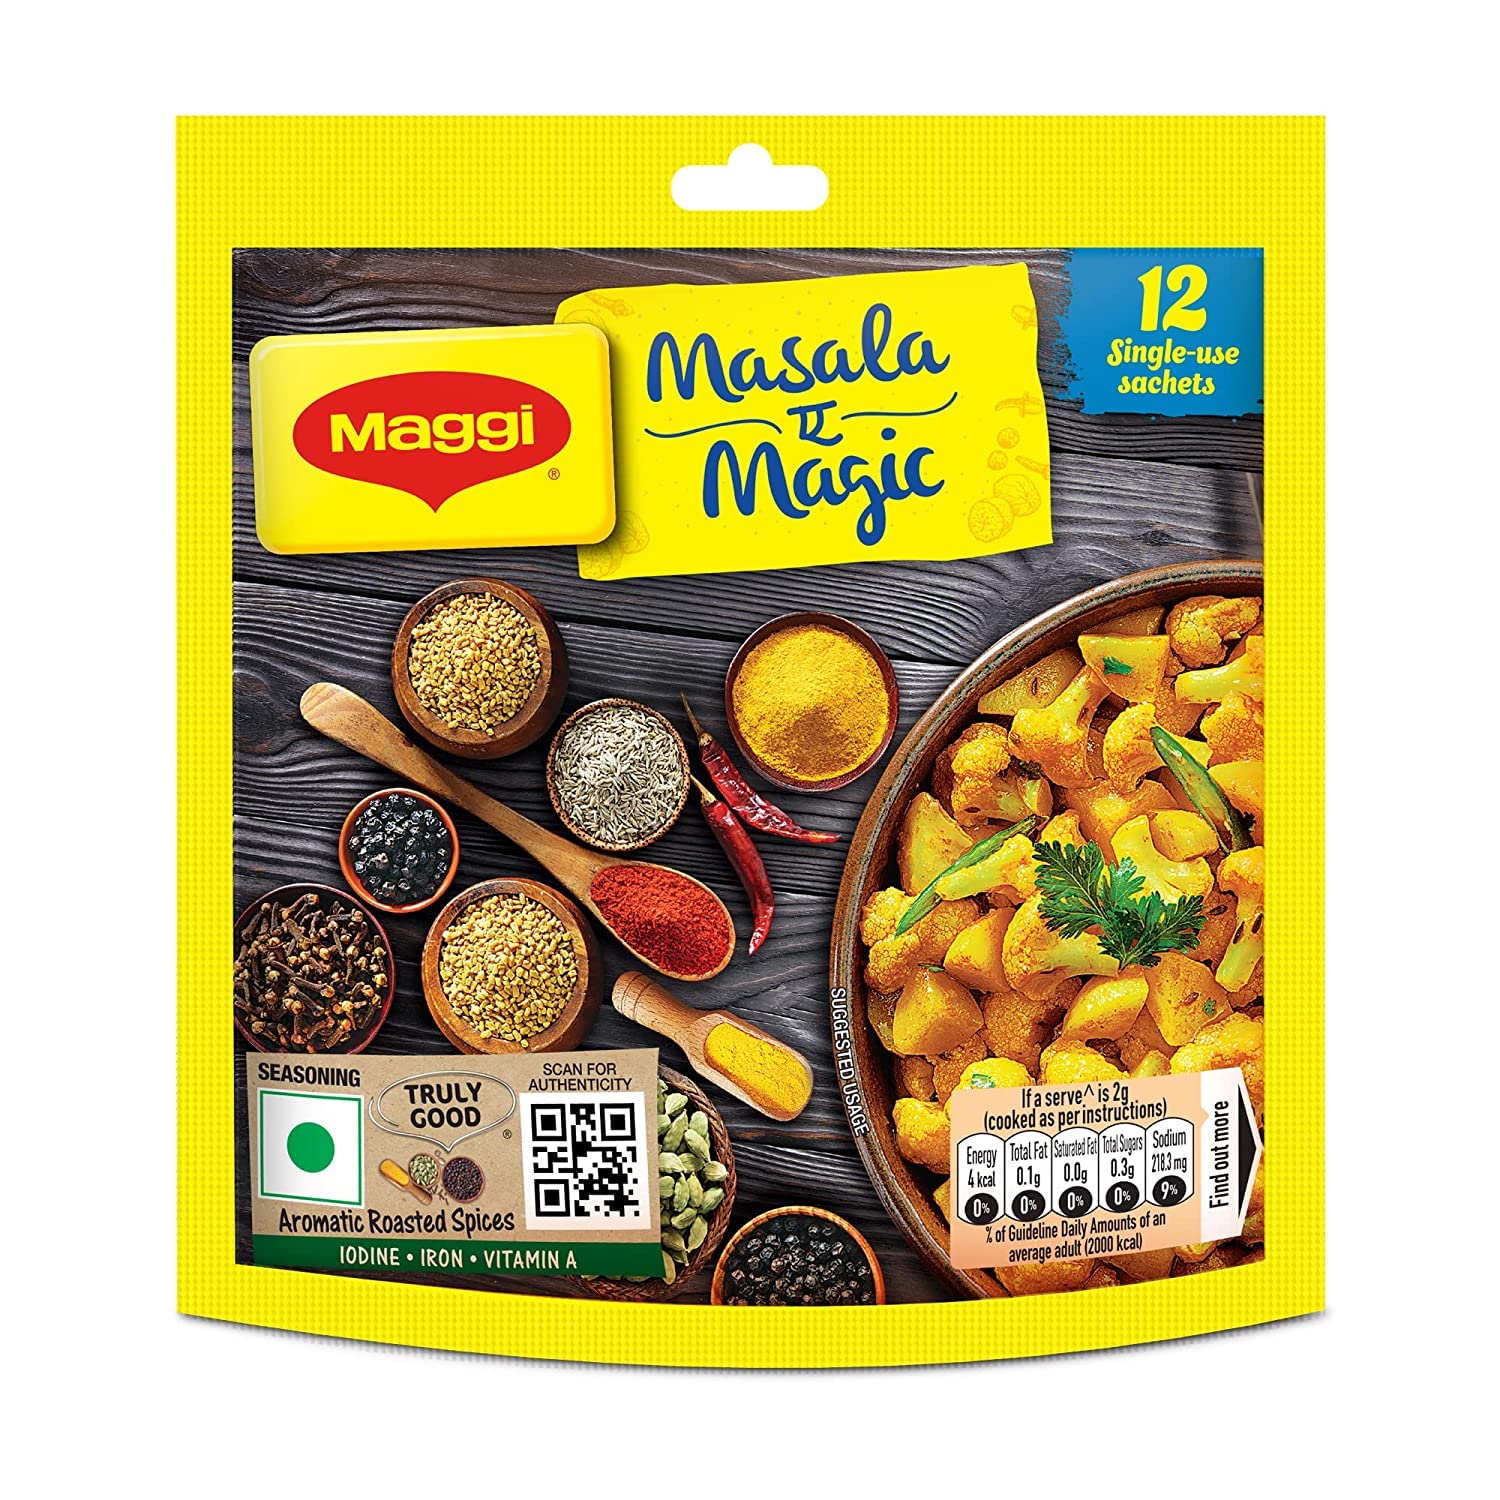 Maggi
®
Masala
ae
Magic
12
Single-use
sachets
SUGGESTED USAGE
SEASONING
TRULY
GOOD
®
Aromatic Roasted Spices
SCAN FOR
AUTHENTICITY
IODINE • IRON • VITAMIN A
If a serve^ is 2g
(cooked as per instructions)
Energy
4 kcal
0%
Total Fat
0.1g
0%
Saturated Fat
0.0g
0%
Total Sugars
0.3g
0%
Sodium
218.3 mg
9%
% of Guideline Daily Amounts of an
average adult (2000 kcal)
Find out more